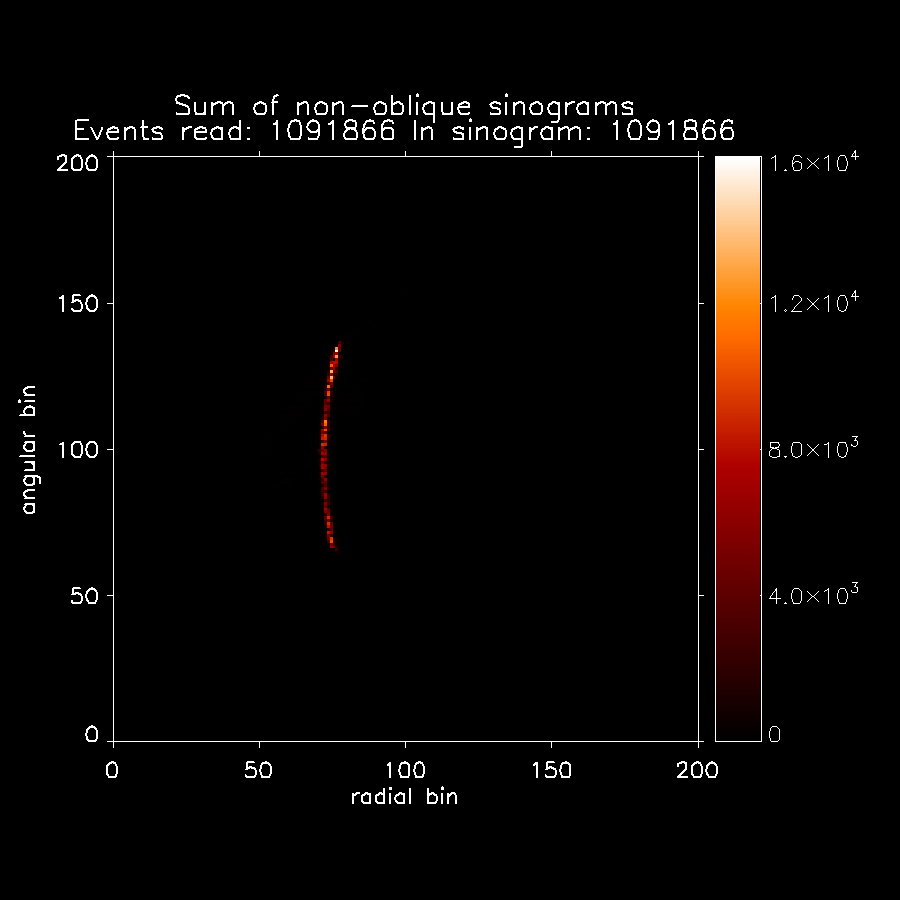 Sum of non-oblique sinograms
Events read: 1091866 In sinogram: 1091866
200
150
100
50
0
angular bin
0 50 100 150 200
radial bin
1.6×10⁴
1.2×10⁴
8.0×10³
4.0×10³
0